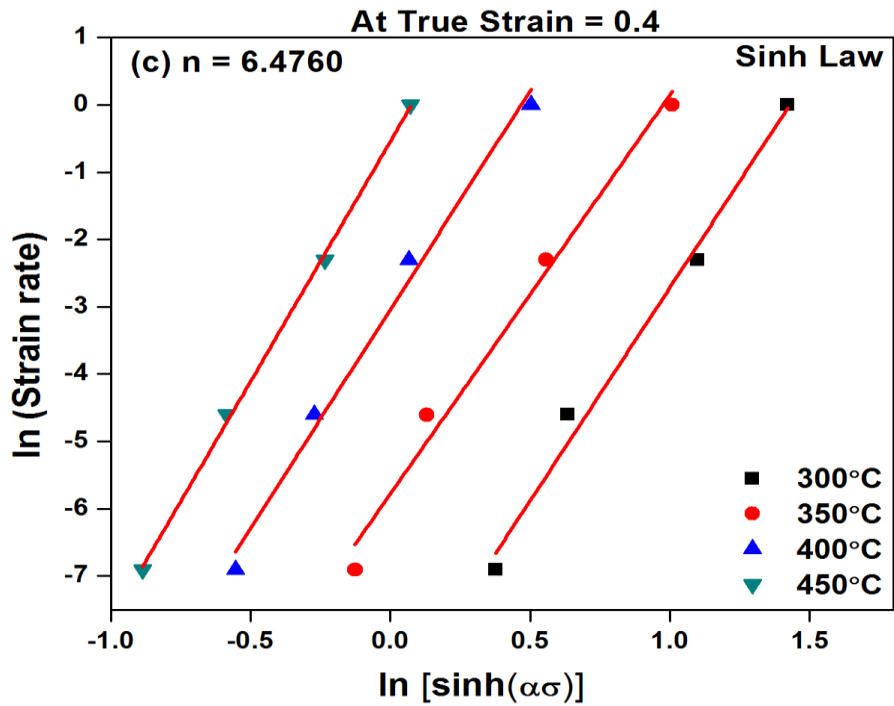 At True Strain = 0.4
(c) n = 6.4760
Sinh Law
1
0
-1
-2
-3
-4
-5
-6
-7
ln (Strain rate)
300°C
350°C
400°C
450°C
-1.0 -0.5 0.0 0.5 1.0 1.5
ln [sinh(ασ)]